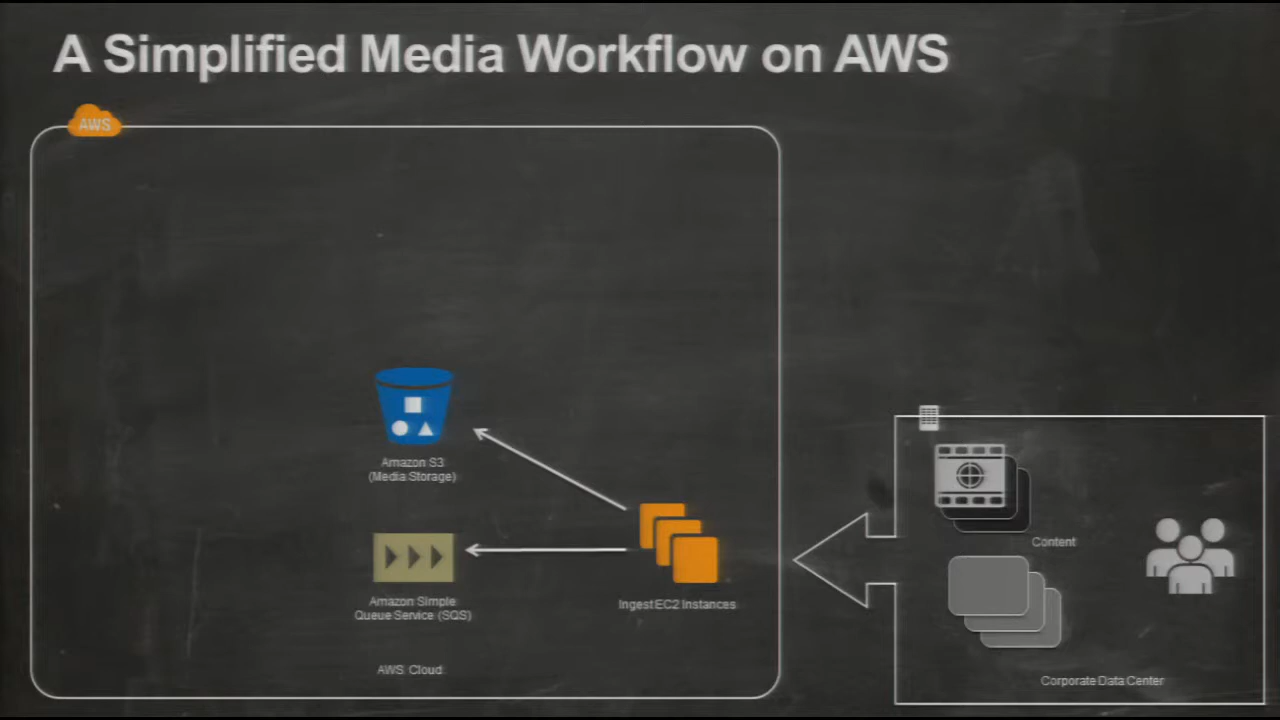 A Simplified Media Workflow on AWS
AWS
Amazon S3
(Media Storage)
Content
Amazon Simple
Queue Service (SQS)
Ingest EC2 Instances
AWS Cloud
Corporate Data Center